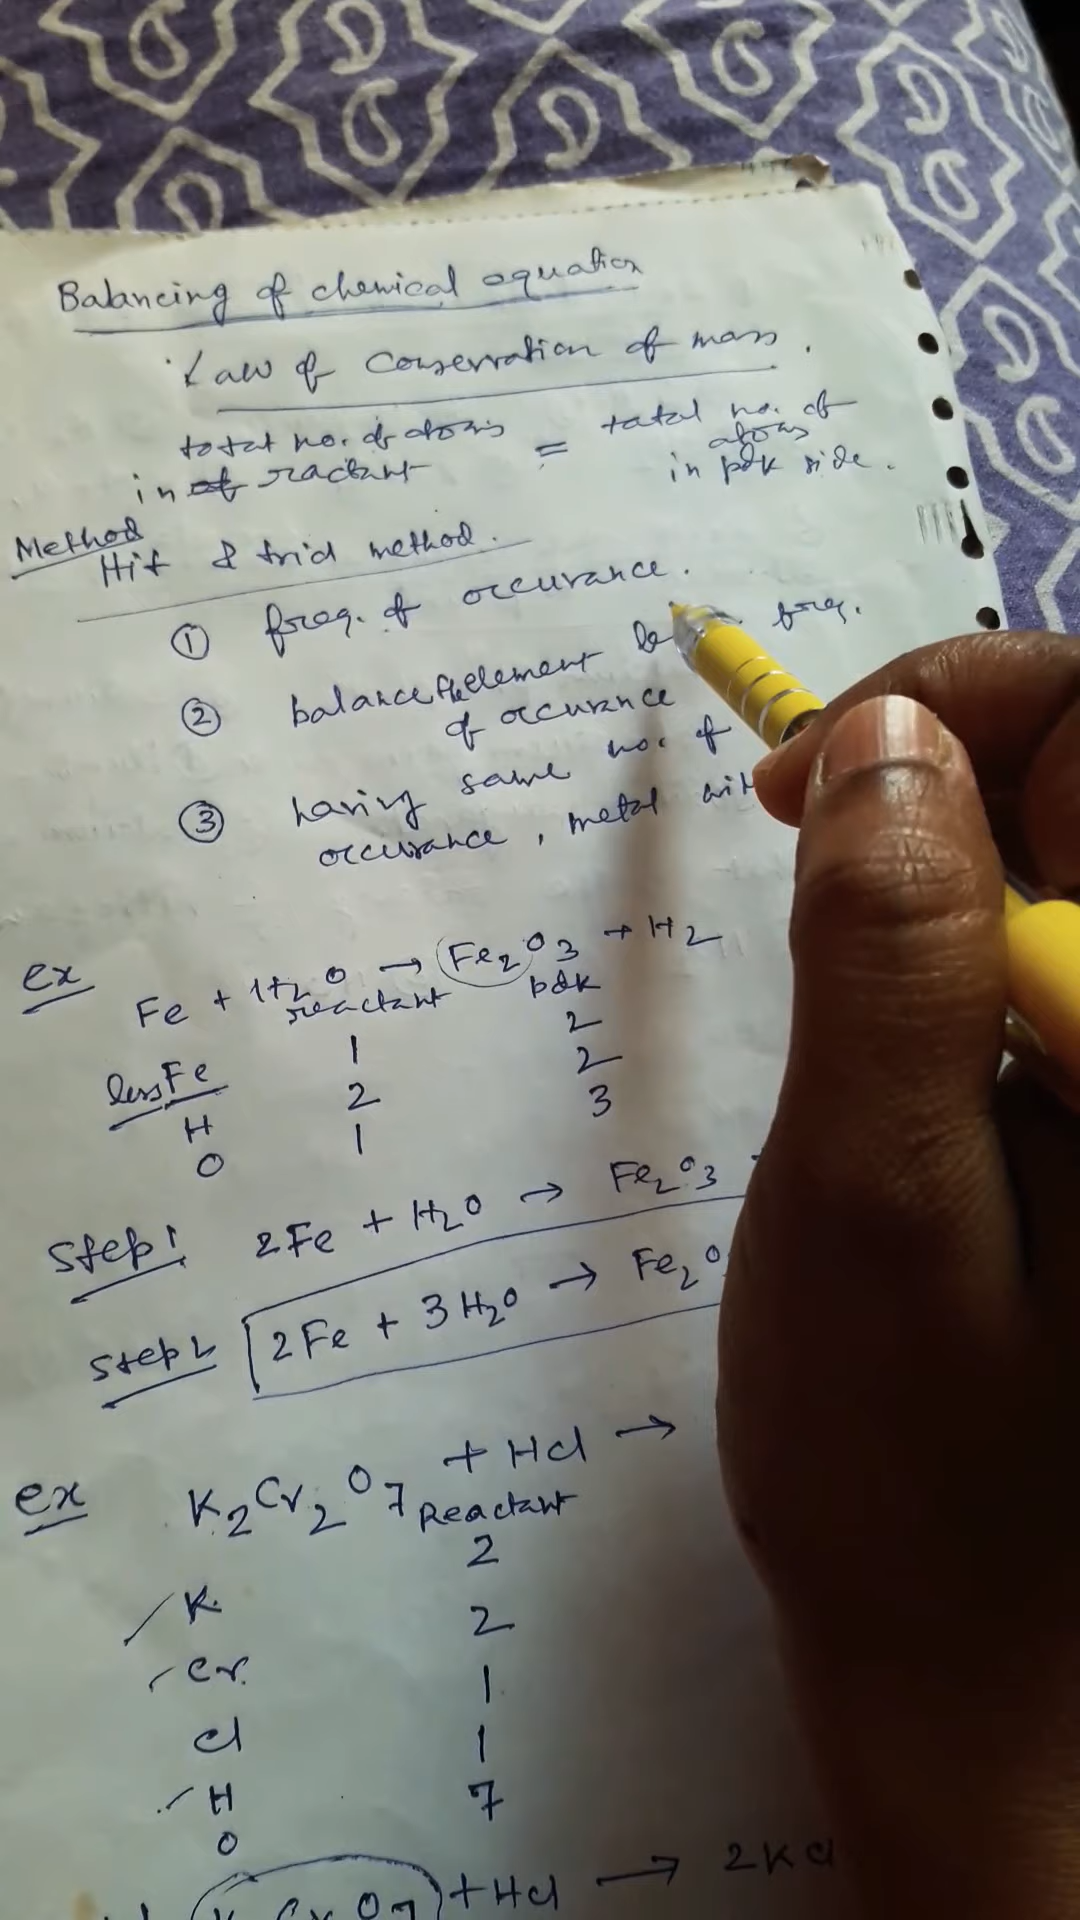 Balancing of chemical equation
Law of Conservation of mass.
total no. of atoms = total no. of
in reactant atoms
in pdk side.
Method
Hit & trial method.
① freq. of occurance.
② balance the element freq.
of occurance
③ having same no. of
occurance, metal
ex
Fe + H2O → Fe2O3 + H2
reactant pdk
less Fe 1 2
H 2 2
O 1 3
Step 1 2Fe + H2O → Fe2O3
Step 2 2Fe + 3H2O → Fe2O
ex K2Cr2O7 + Hcl →
Reactant
K 2
Cr 2
cl 1
H 1
O 7
+ Hcl → 2Kcl